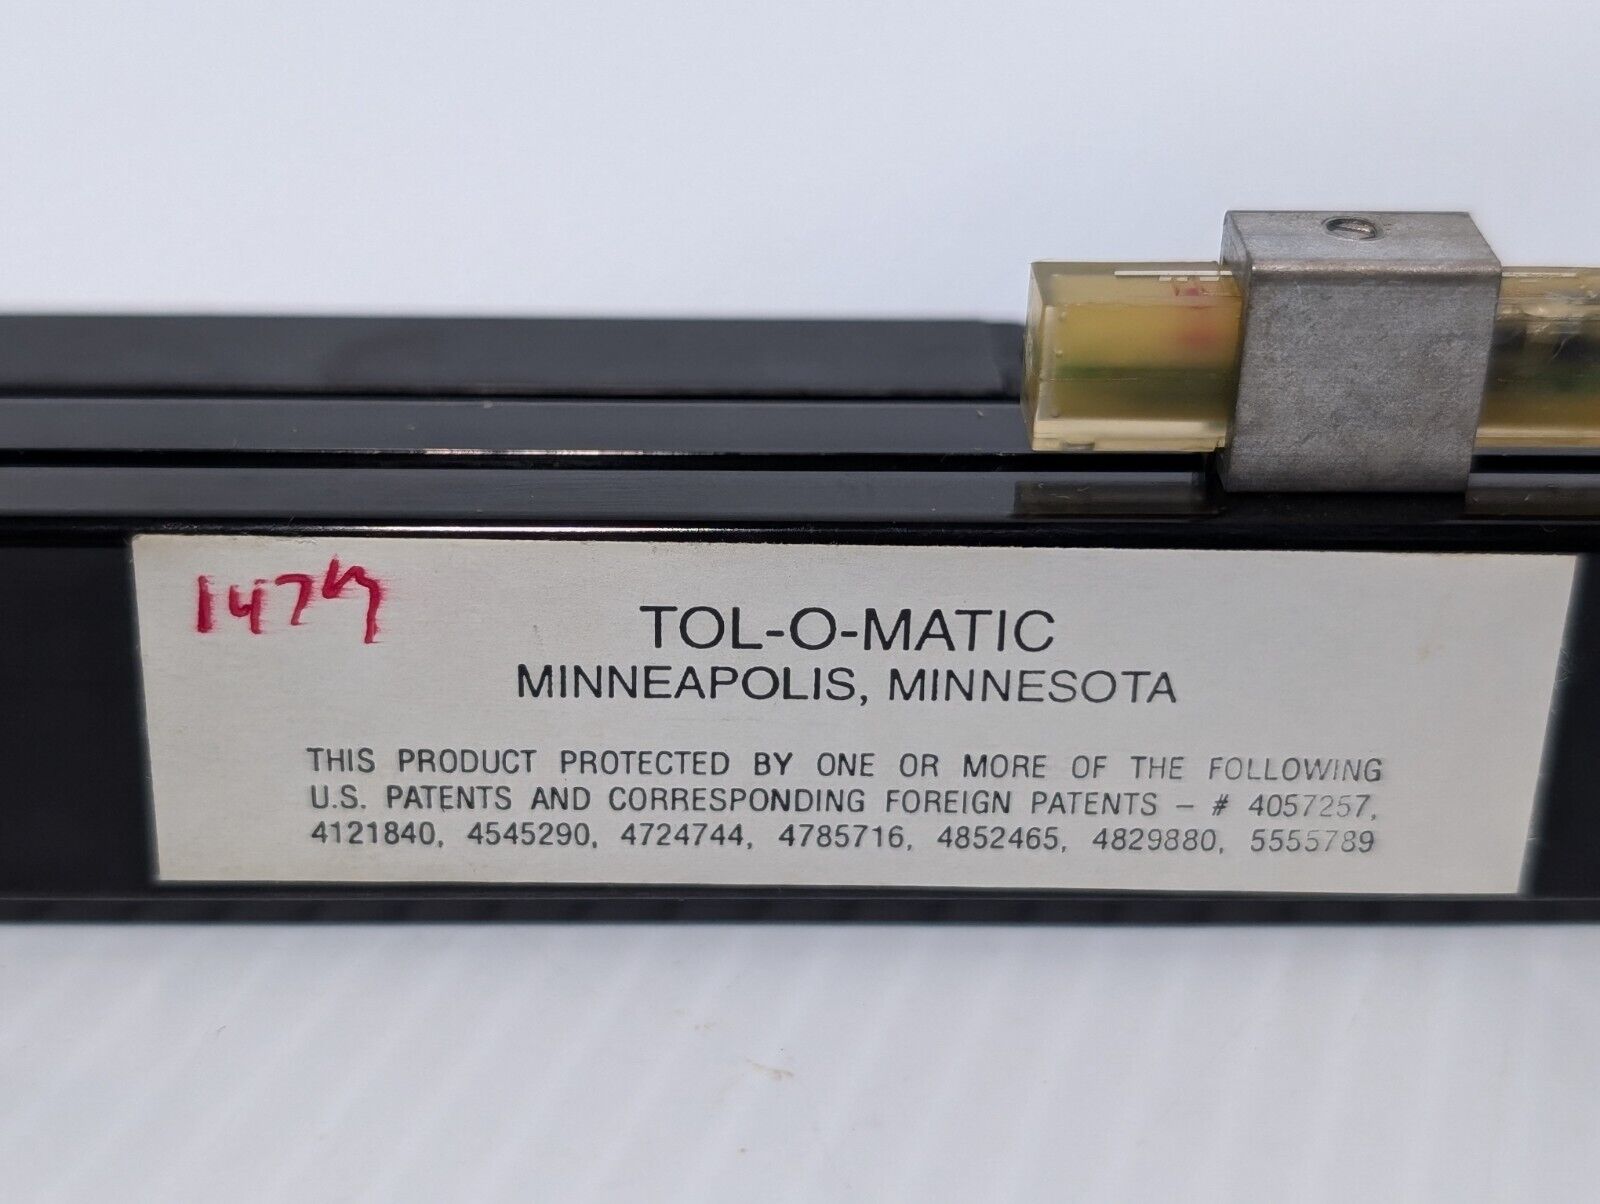 TOL-O-MATIC
MINNEAPOLIS, MINNESOTA
THIS PRODUCT PROTECTED BY ONE OR MORE OF THE FOLLOWING
U.S. PATENTS AND CORRESPONDING FOREIGN PATENTS – # 4057257,
4121840, 4545290, 4724744, 4785716, 4852465, 4829880, 5555789